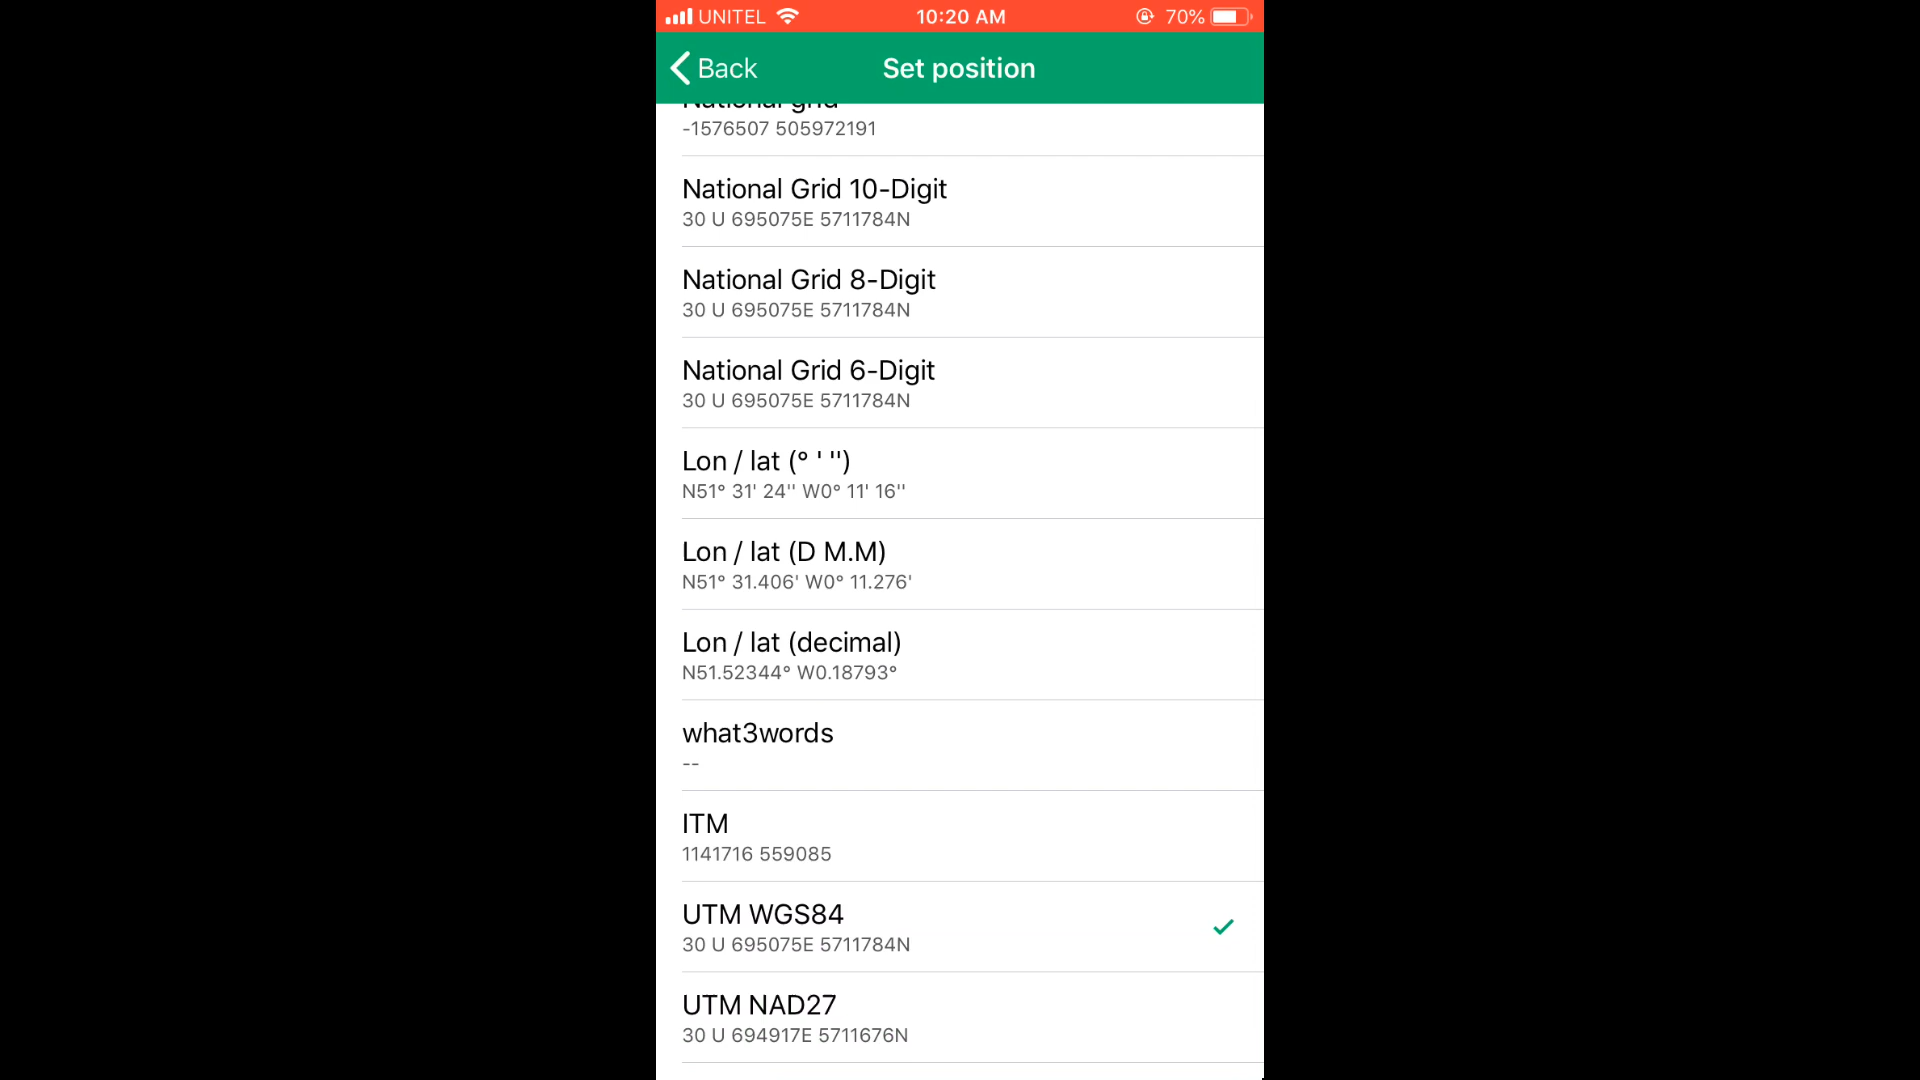 UNITEL 10:20 AM 70%
Back Set position
National grid
-1576507 505972191
National Grid 10-Digit
30 U 695075E 5711784N
National Grid 8-Digit
30 U 695075E 5711784N
National Grid 6-Digit
30 U 695075E 5711784N
Lon / lat (° ' '')
N51° 31' 24'' W0° 11' 16''
Lon / lat (D M.M)
N51° 31.406' W0° 11.276'
Lon / lat (decimal)
N51.52344° W0.18793°
what3words
--
ITM
1141716 559085
UTM WGS84
30 U 695075E 5711784N
UTM NAD27
30 U 694917E 5711676N